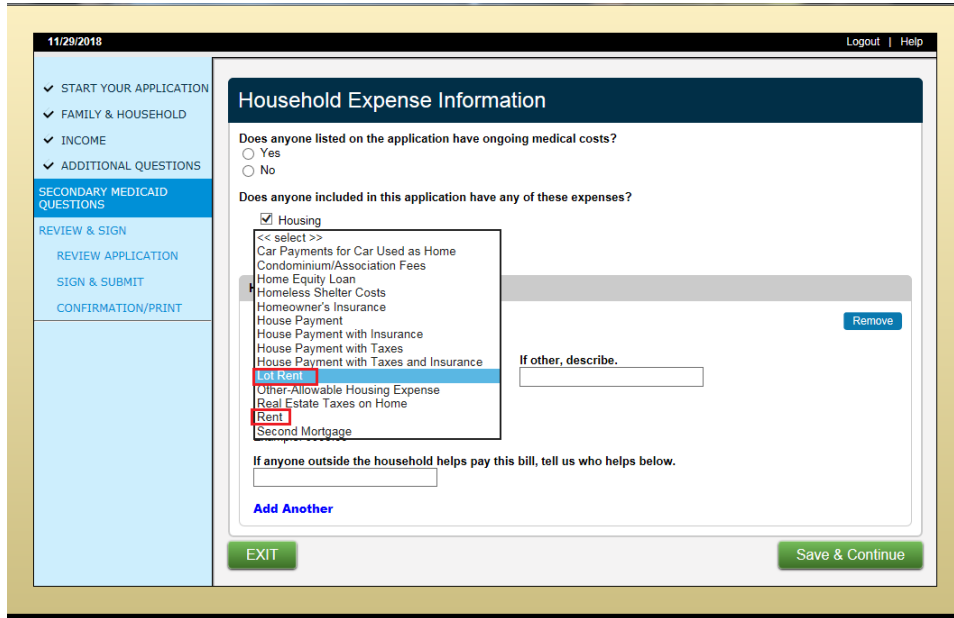 11/29/2018
Logout | Help
START YOUR APPLICATION
FAMILY & HOUSEHOLD
INCOME
ADDITIONAL QUESTIONS
SECONDARY MEDICAID
QUESTIONS
REVIEW & SIGN
REVIEW APPLICATION
SIGN & SUBMIT
CONFIRMATION/PRINT
Household Expense Information
Does anyone listed on the application have ongoing medical costs?
Yes
No
Does anyone included in this application have any of these expenses?
Housing
<< select >>
Car Payments for Car Used as Home
Condominium/Association Fees
Home Equity Loan
Homeless Shelter Costs
Homeowner's Insurance
House Payment
House Payment with Insurance
House Payment with Taxes
House Payment with Taxes and Insurance
Lot Rent
Other-Allowable Housing Expense
Real Estate Taxes on Home
Rent
Second Mortgage
Remove
If other, describe.
If anyone outside the household helps pay this bill, tell us who helps below.
Add Another
EXIT
Save & Continue